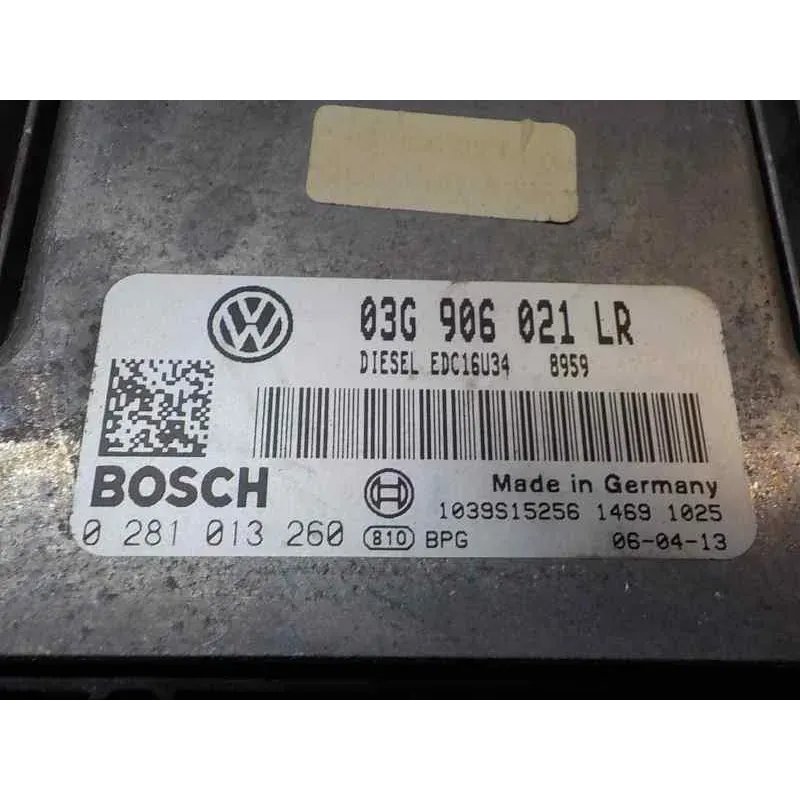 03G 906 021 LR
DIESEL EDC16U34 8959
BOSCH
Made in Germany
1039S15256 1469 1025
0 281 013 260 810 BPG 06-04-13